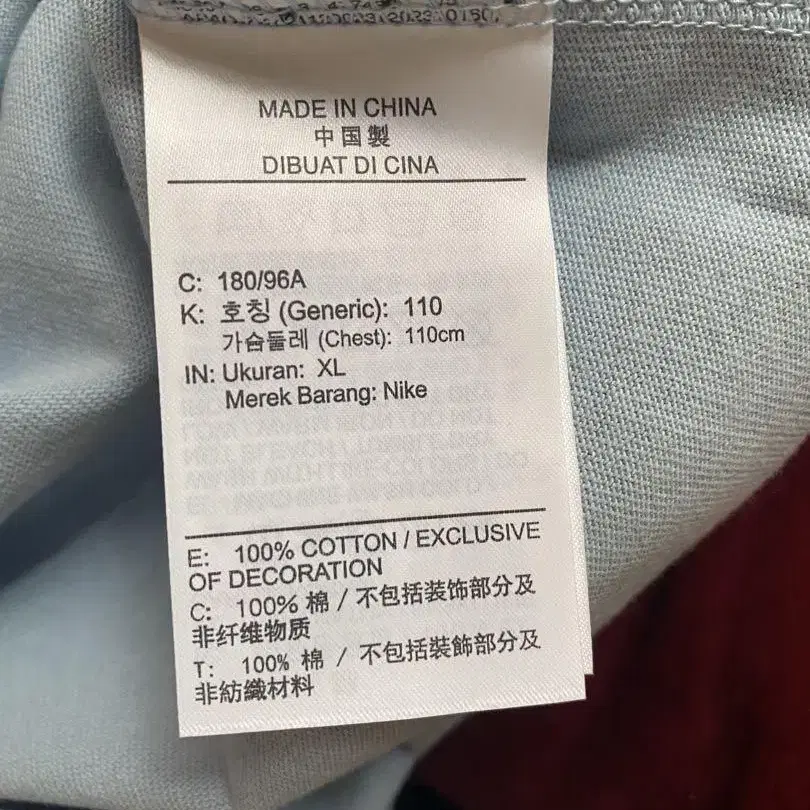 MADE IN CHINA
中国製
DIBUAT DI CINA
C: 180/96A
K: 호칭 (Generic): 110
가슴둘레 (Chest): 110cm
IN: Ukuran: XL
Merek Barang: Nike
E: 100% COTTON / EXCLUSIVE
OF DECORATION
C: 100% 棉 / 不包括装饰部分及
非纤维物质
T: 100% 棉 / 不包括裝飾部分及
非紡織材料